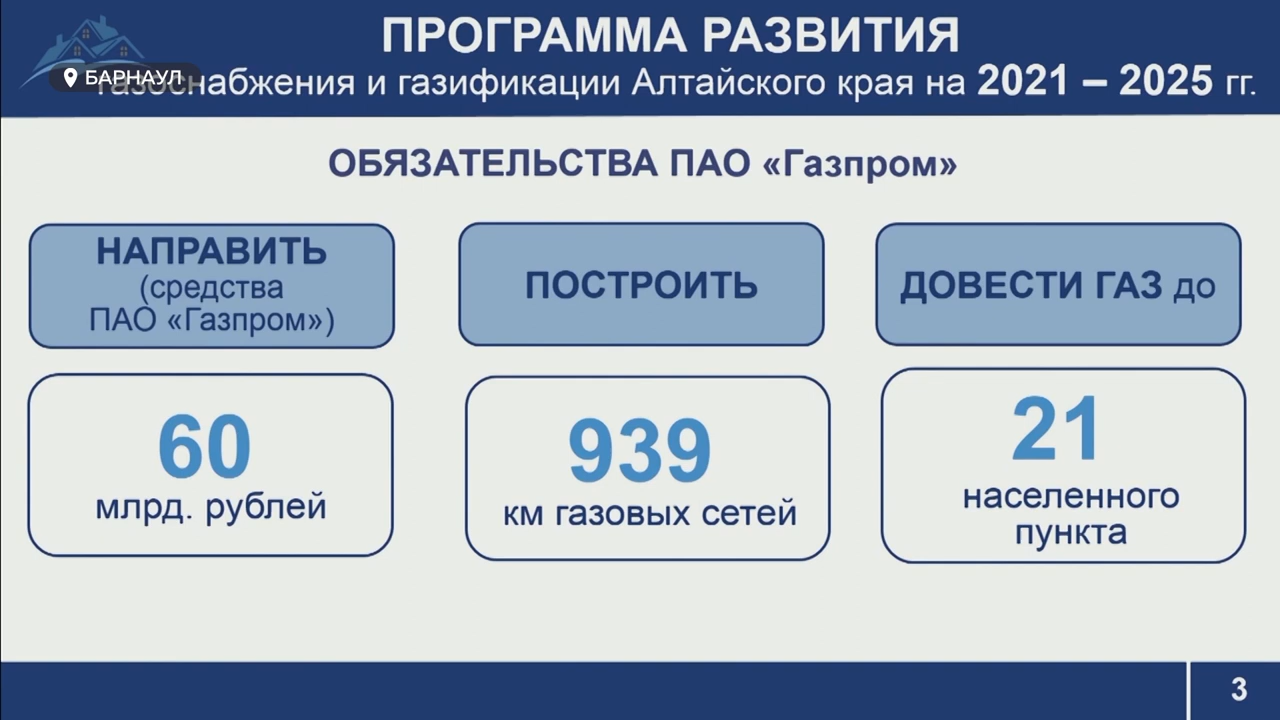 ПРОГРАММА РАЗВИТИЯ
БАРНАУЛ
газоснабжения и газификации Алтайского края на 2021 – 2025 гг.
ОБЯЗАТЕЛЬСТВА ПАО «Газпром»
НАПРАВИТЬ
(средства
ПАО «Газпром»)
ПОСТРОИТЬ
ДОВЕСТИ ГАЗ до
60
млрд. рублей
939
км газовых сетей
21
населенного
пункта
3